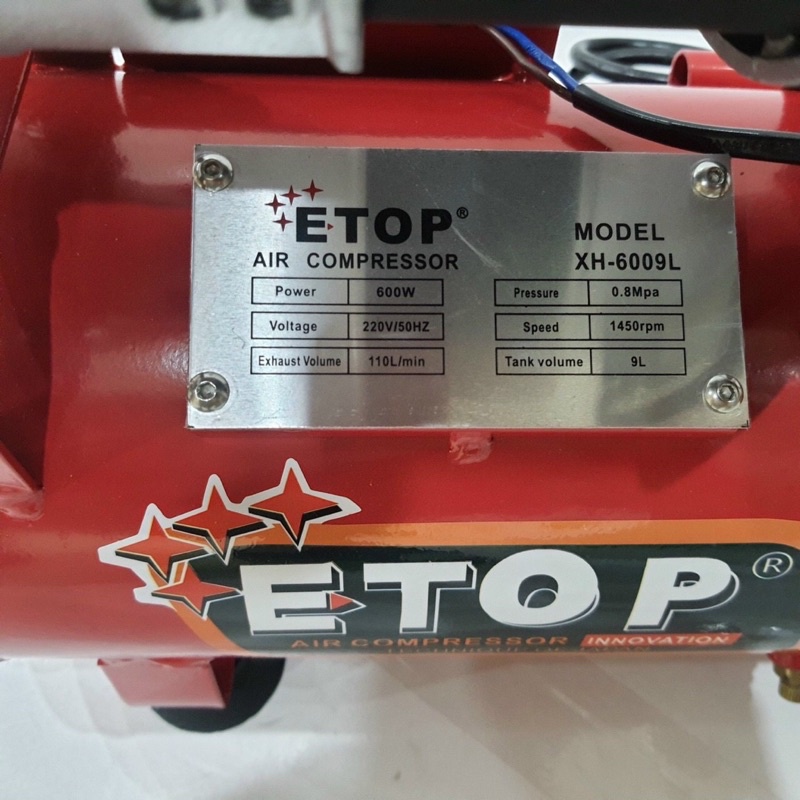 ETOP®
AIR COMPRESSOR
MODEL
XH-6009L
Power 600W
Voltage 220V/50HZ
Exhaust Volume 110L/min
Pressure 0.8Mpa
Speed 1450rpm
Tank volume 9L
ETOP®
AIR COMPRESSOR INNOVATION